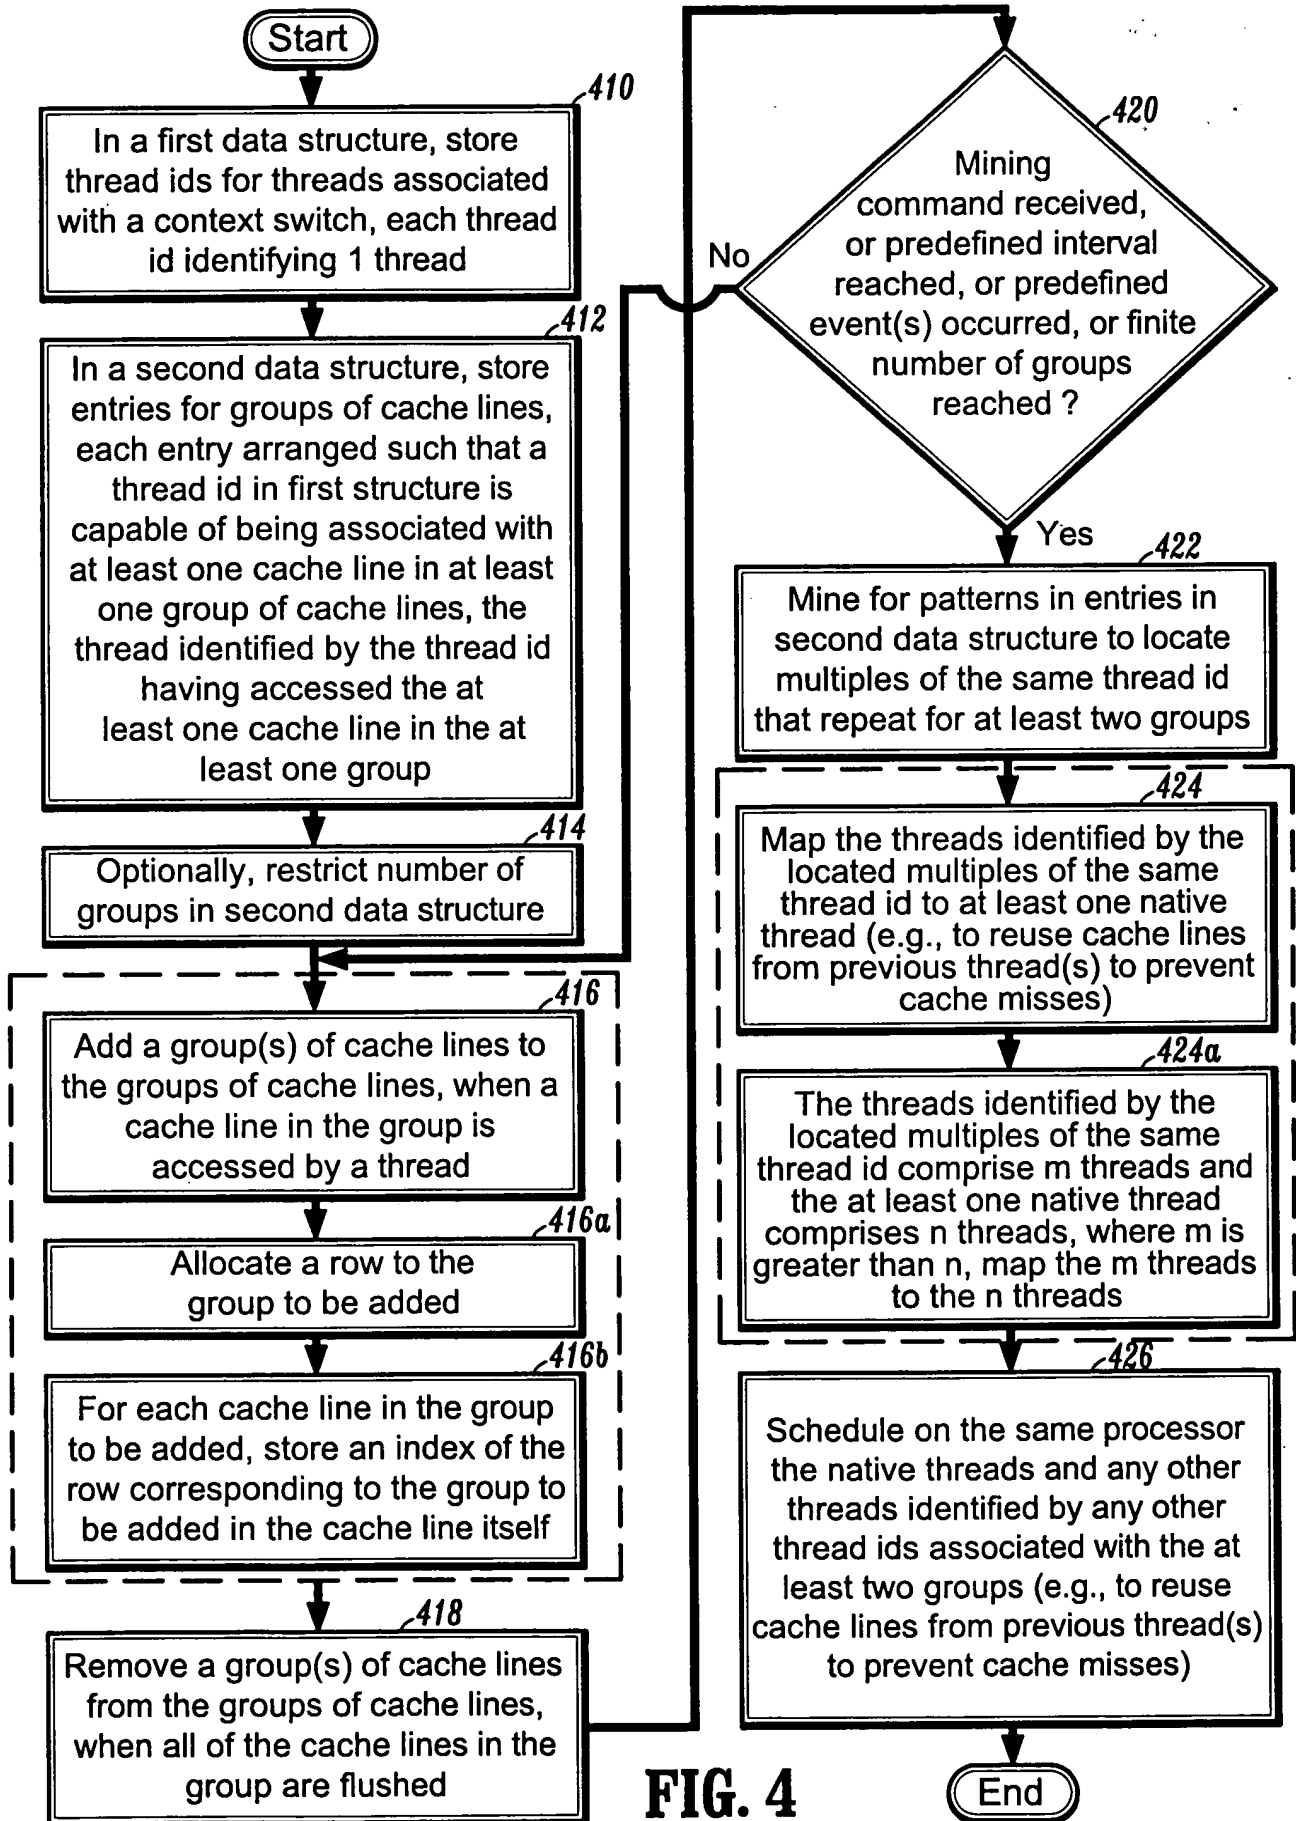 Start
410
In a first data structure, store
thread ids for threads associated
with a context switch, each thread
id identifying 1 thread
412
In a second data structure, store
entries for groups of cache lines,
each entry arranged such that a
thread id in first structure is
capable of being associated with
at least one cache line in at least
one group of cache lines, the
thread identified by the thread id
having accessed the at
least one cache line in the at
least one group
414
Optionally, restrict number of
groups in second data structure
416
Add a group(s) of cache lines to
the groups of cache lines, when a
cache line in the group is
accessed by a thread
416a
Allocate a row to the
group to be added
416b
For each cache line in the group
to be added, store an index of the
row corresponding to the group to
be added in the cache line itself
418
Remove a group(s) of cache lines
from the groups of cache lines,
when all of the cache lines in the
group are flushed
420
Mining
command received,
or predefined interval
reached, or predefined
event(s) occurred, or finite
number of groups
reached ?
No
Yes
422
Mine for patterns in entries in
second data structure to locate
multiples of the same thread id
that repeat for at least two groups
424
Map the threads identified by the
located multiples of the same
thread id to at least one native
thread (e.g., to reuse cache lines
from previous thread(s) to prevent
cache misses)
424a
The threads identified by the
located multiples of the same
thread id comprise m threads and
the at least one native thread
comprises n threads, where m is
greater than n, map the m threads
to the n threads
426
Schedule on the same processor
the native threads and any other
threads identified by any other
thread ids associated with the at
least two groups (e.g., to reuse
cache lines from previous thread(s)
to prevent cache misses)
End
FIG. 4